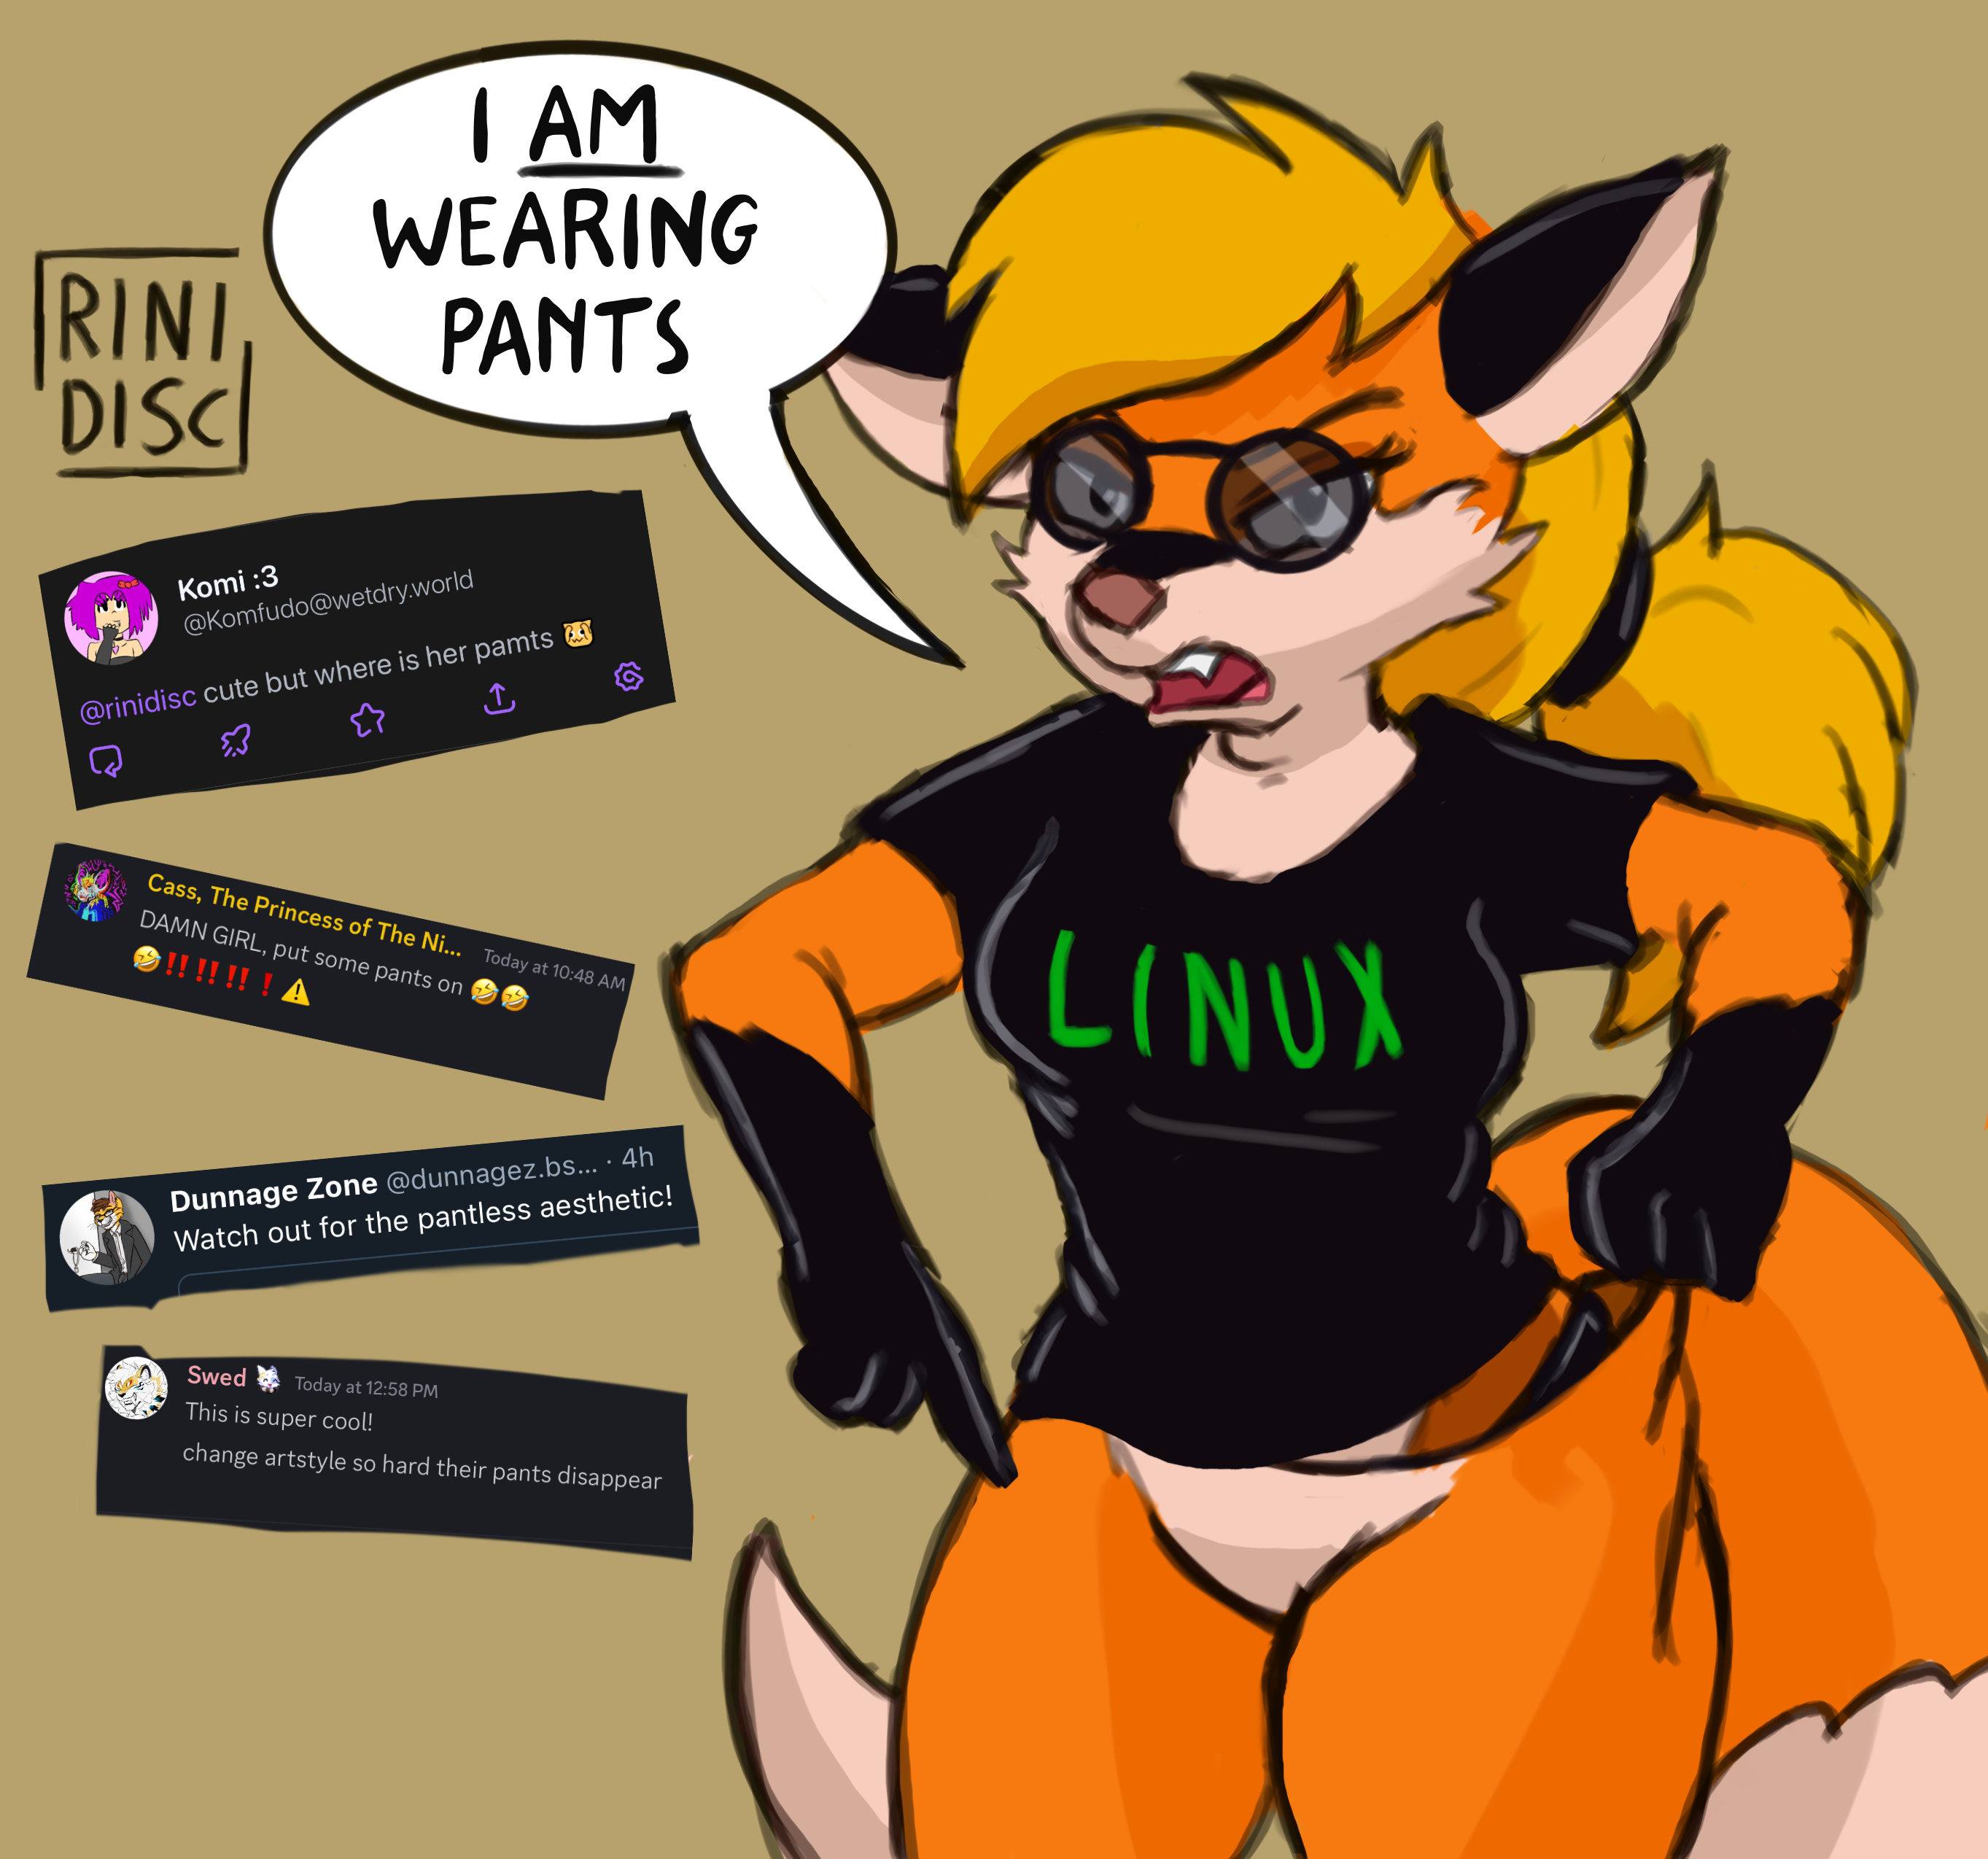 I AM
WEARING
PANTS
RINI
DISC
Komi :3
@Komfudo@wetdry.world
@rinidisc cute but where is her pamts
Cass, The Princess of The Ni... Today at 10:48 AM
DAMN GIRL, put some pants on 🤣🤣
🤣‼️‼️‼️❗⚠️
Dunnage Zone @dunnagez.bs... · 4h
Watch out for the pantless aesthetic!
Swed Today at 12:58 PM
This is super cool!
change artstyle so hard their pants disappear
LINUX